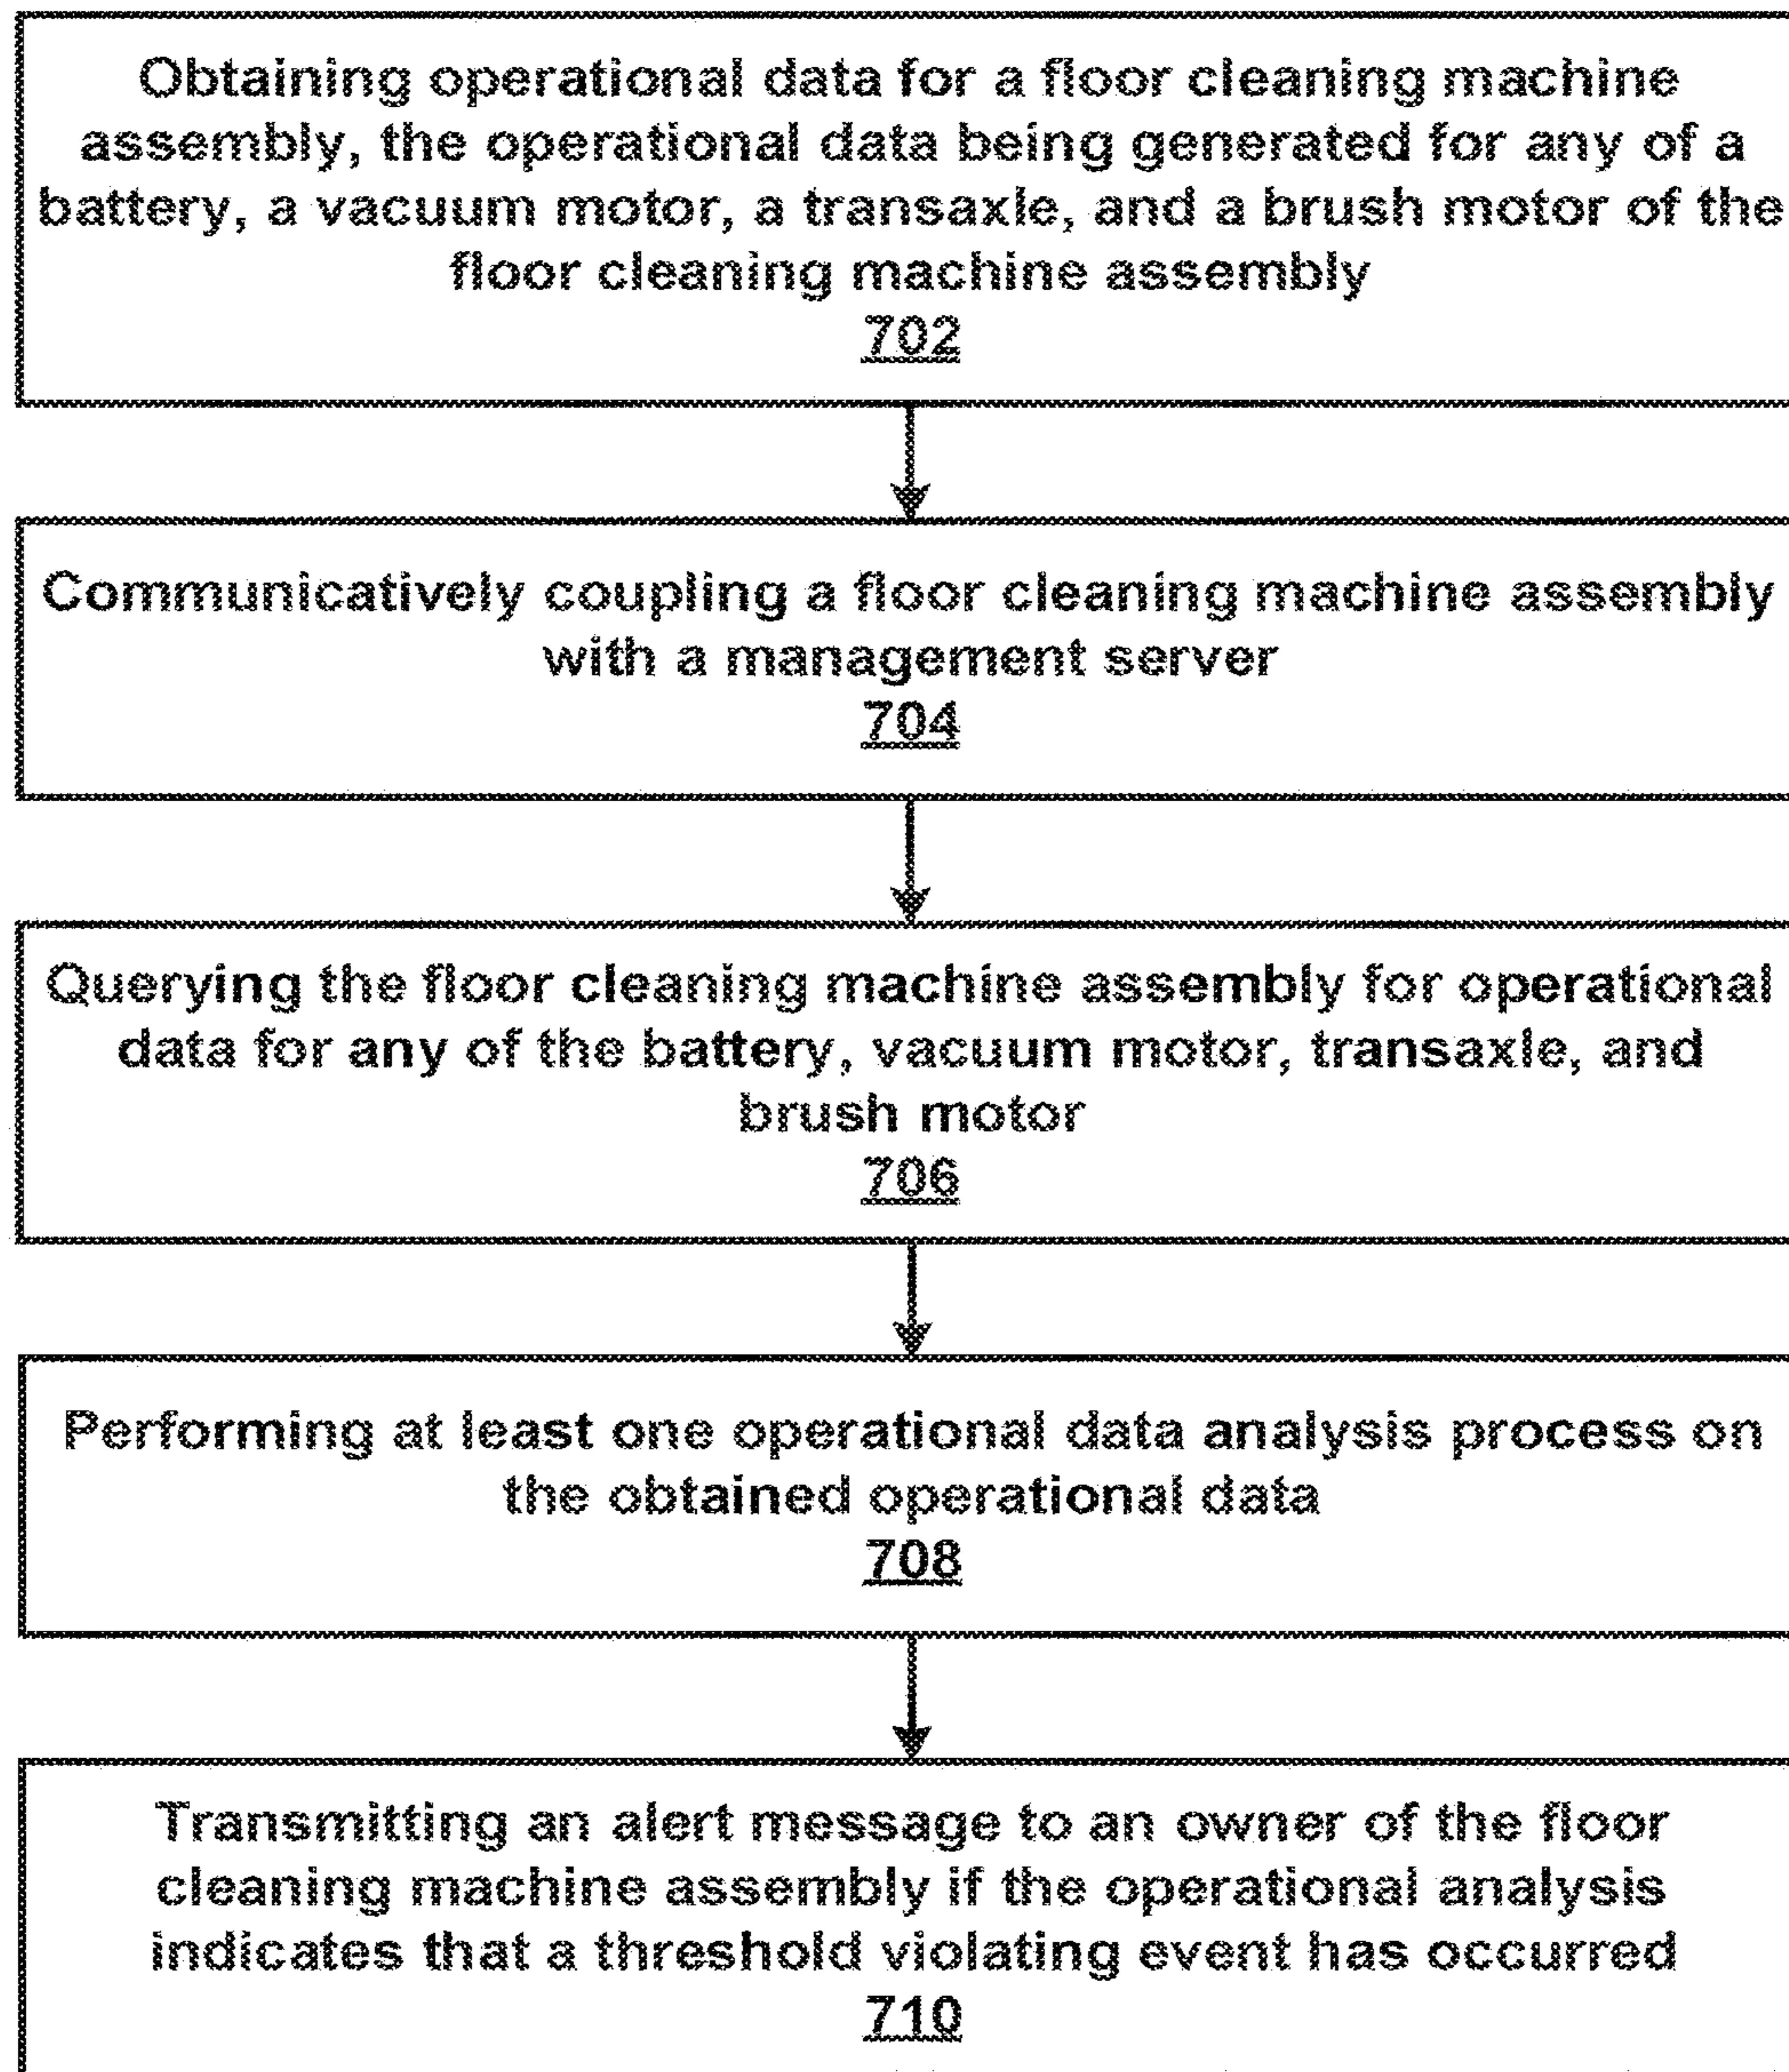 Obtaining operational data for a floor cleaning machine
assembly, the operational data being generated for any of a
battery, a vacuum motor, a transaxle, and a brush motor of the
floor cleaning machine assembly
702
Communicatively coupling a floor cleaning machine assembly
with a management server
704
Querying the floor cleaning machine assembly for operational
data for any of the battery, vacuum motor, transaxle, and
brush motor
706
Performing at least one operational data analysis process on
the obtained operational data
708
Transmitting an alert message to an owner of the floor
cleaning machine assembly if the operational analysis
indicates that a threshold violating event has occurred
710